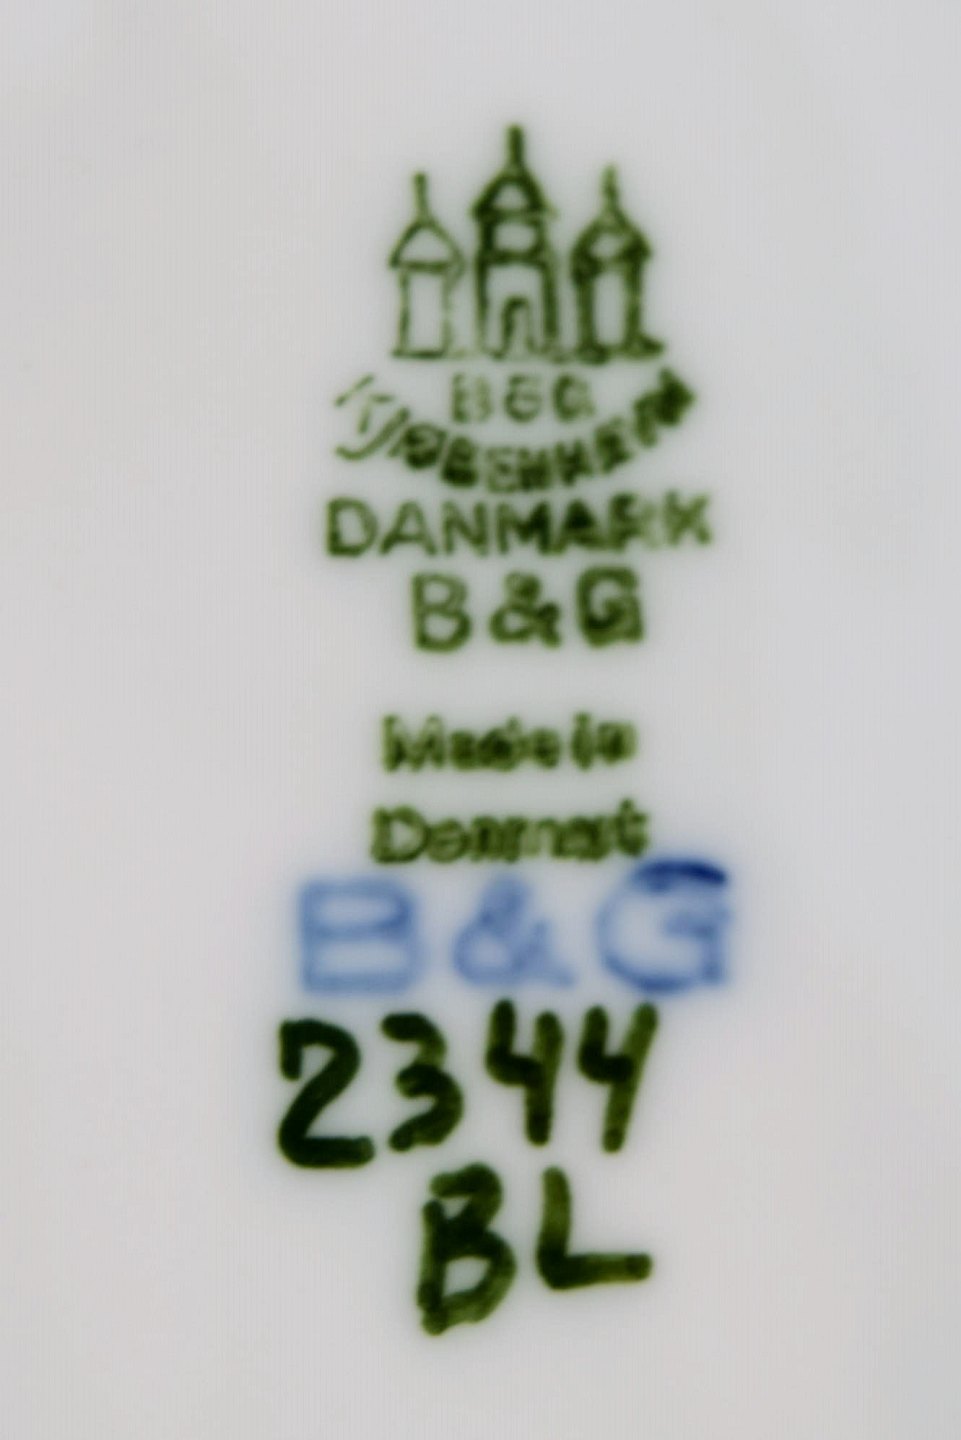 B&G
KJØBENHAVN
DANMARK
B&G
Made in
Denmark
B&G
2344
BL